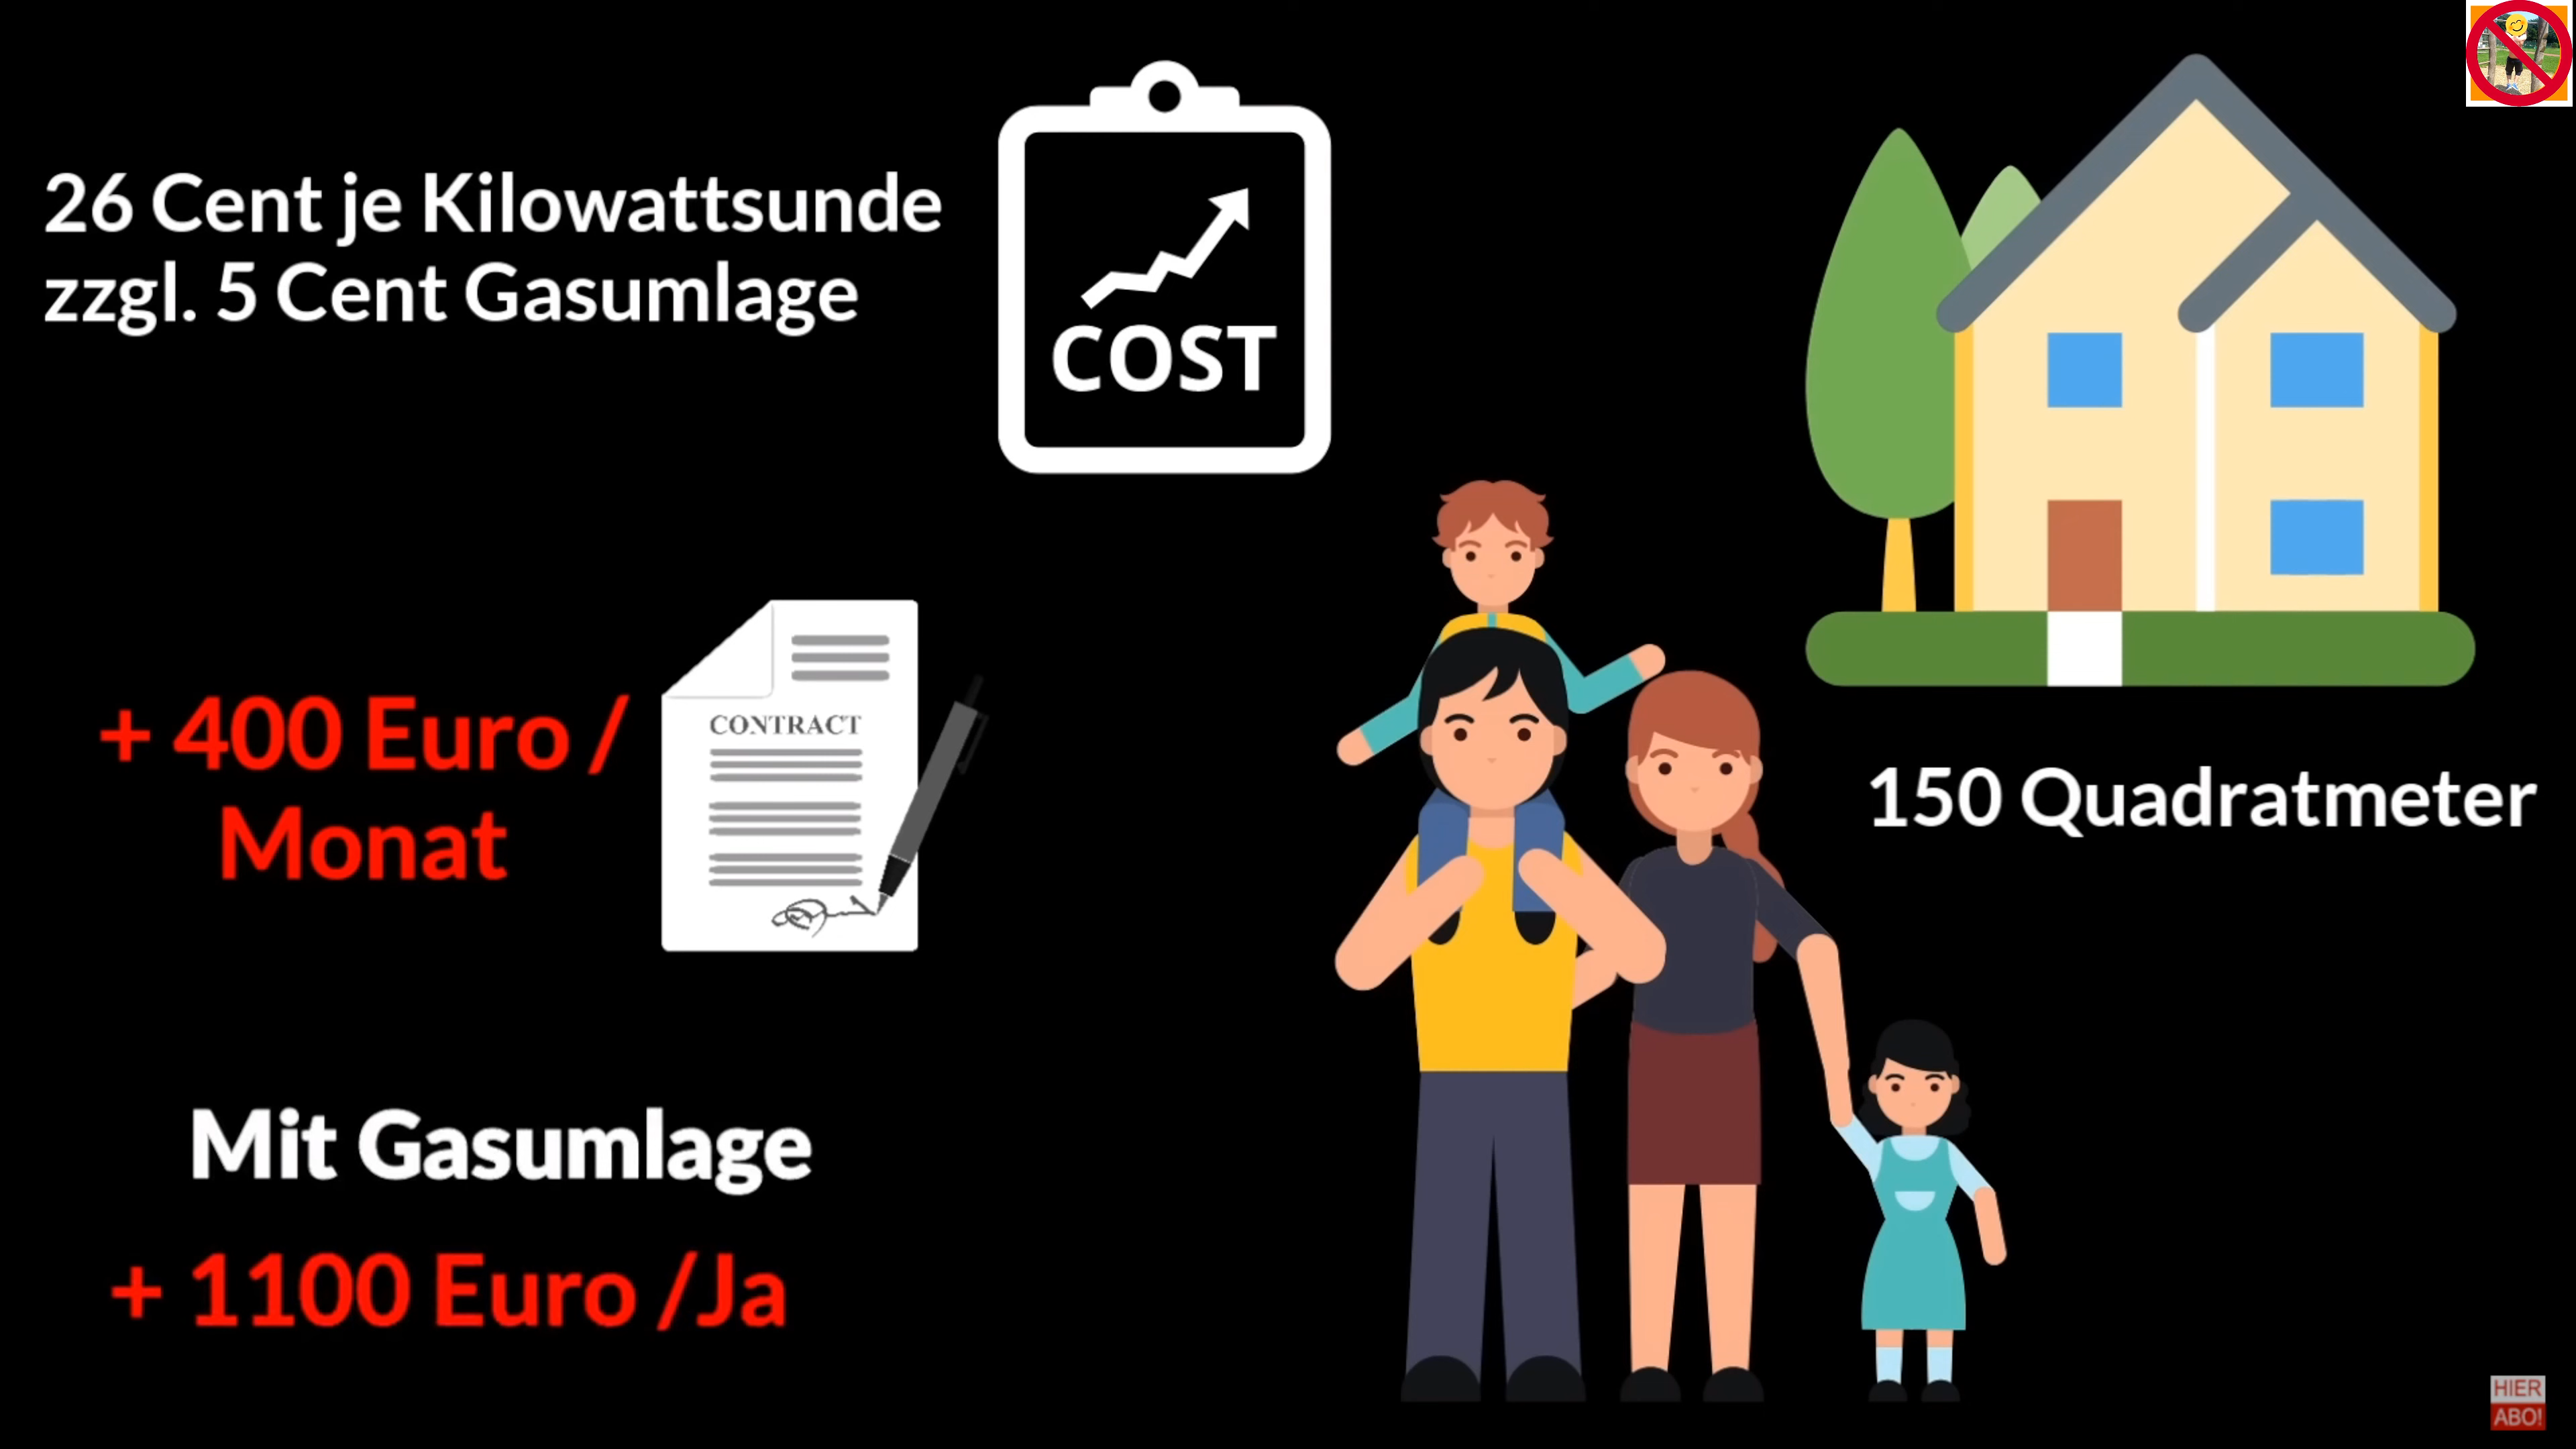 26 Cent je Kilowattsunde
zzgl. 5 Cent Gasumlage
COST
+ 400 Euro /
Monat
CONTRACT
150 Quadratmeter
Mit Gasumlage
+ 1100 Euro /Ja
HIER
ABO!